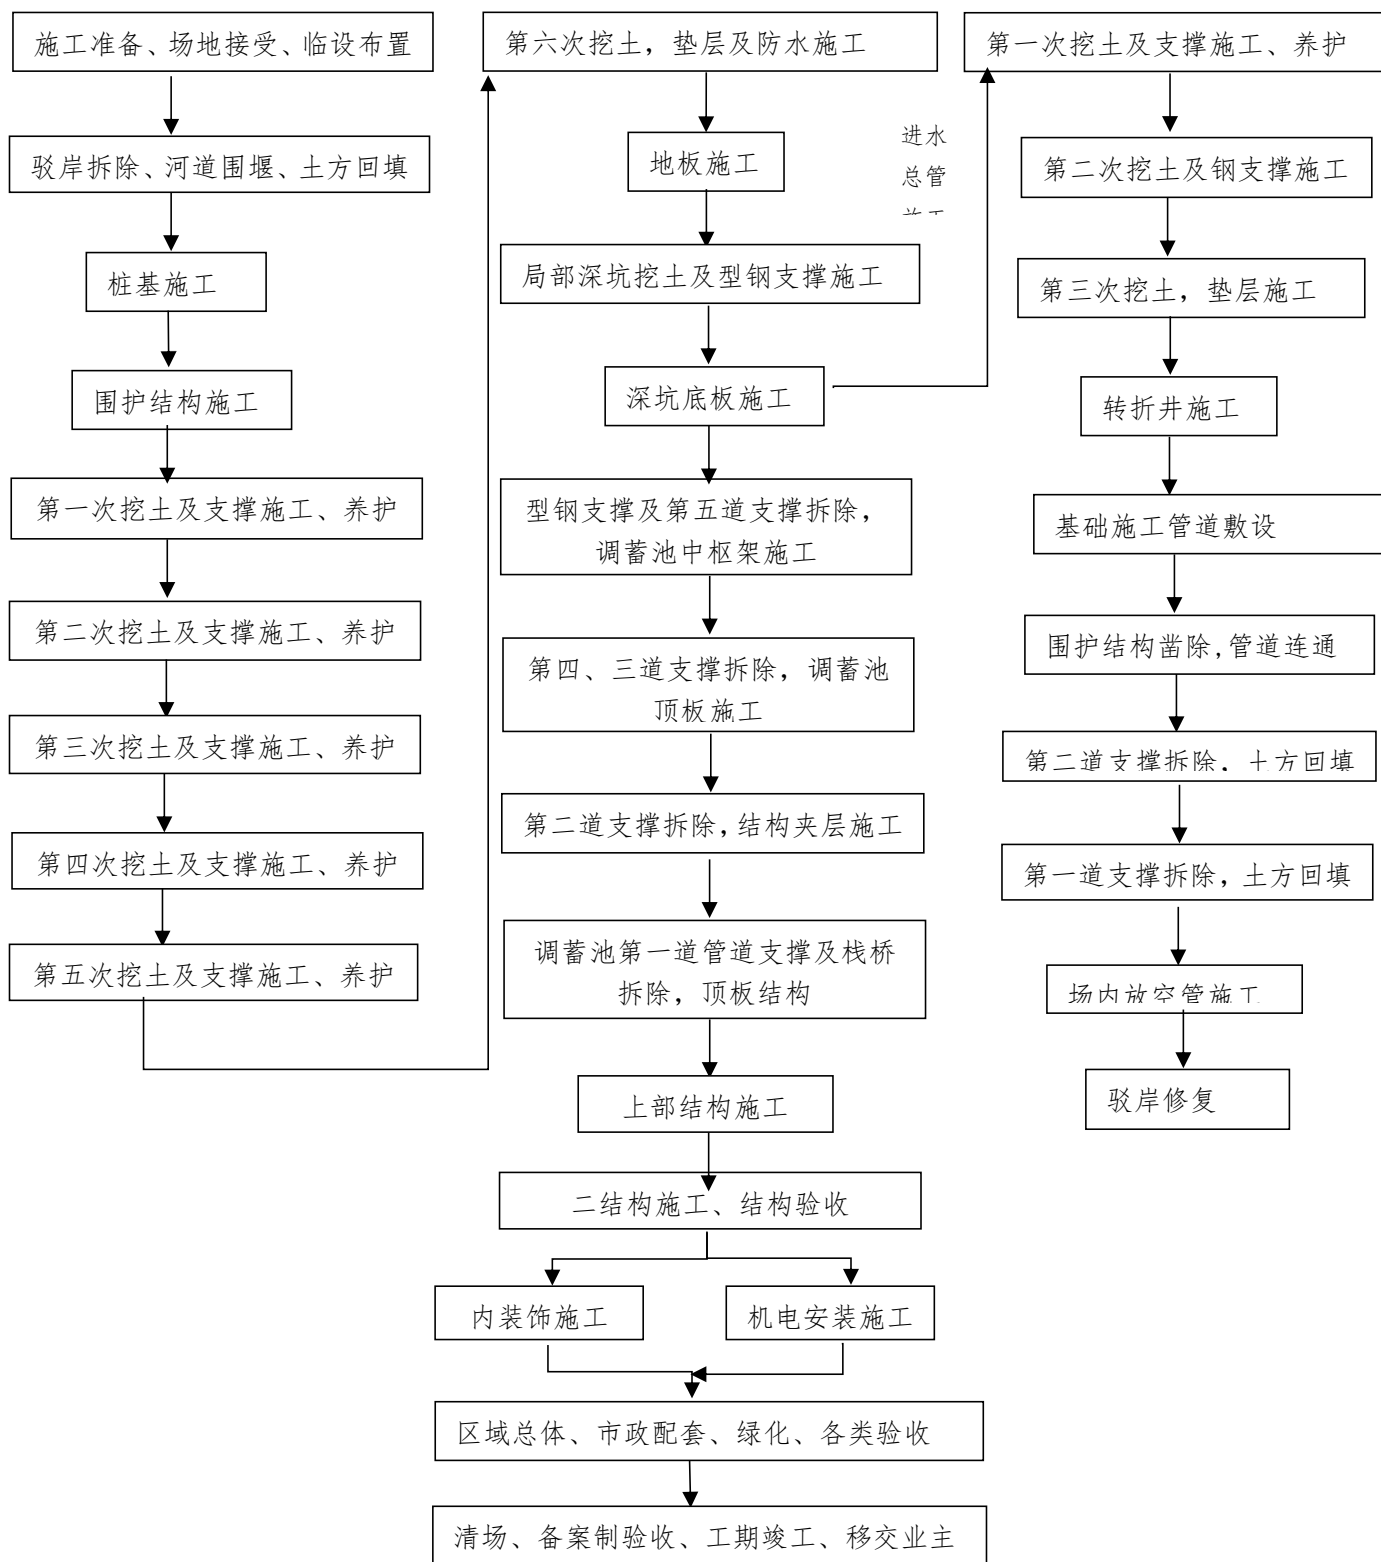 施工准备、场地接受、临设布置
驳岸拆除、河道围堰、土方回填
桩基施工
围护结构施工
第一次挖土及支撑施工、养护
第二次挖土及支撑施工、养护
第三次挖土及支撑施工、养护
第四次挖土及支撑施工、养护
第五次挖土及支撑施工、养护
第六次挖土，垫层及防水施工
地板施工
局部深坑挖土及型钢支撑施工
深坑底板施工
型钢支撑及第五道支撑拆除，
调蓄池中枢架施工
第四、三道支撑拆除，调蓄池
顶板施工
第二道支撑拆除，结构夹层施工
调蓄池第一道管道支撑及栈桥
拆除，顶板结构
上部结构施工
二结构施工、结构验收
内装饰施工
机电安装施工
区域总体、市政配套、绿化、各类验收
清场、备案制验收、工期竣工、移交业主
进水
总管
施工
第一次挖土及支撑施工、养护
第二次挖土及钢支撑施工
第三次挖土，垫层施工
转折井施工
基础施工管道敷设
围护结构凿除，管道连通
第二道支撑拆除，土方回填
第一道支撑拆除，土方回填
场内放空管施工
驳岸修复